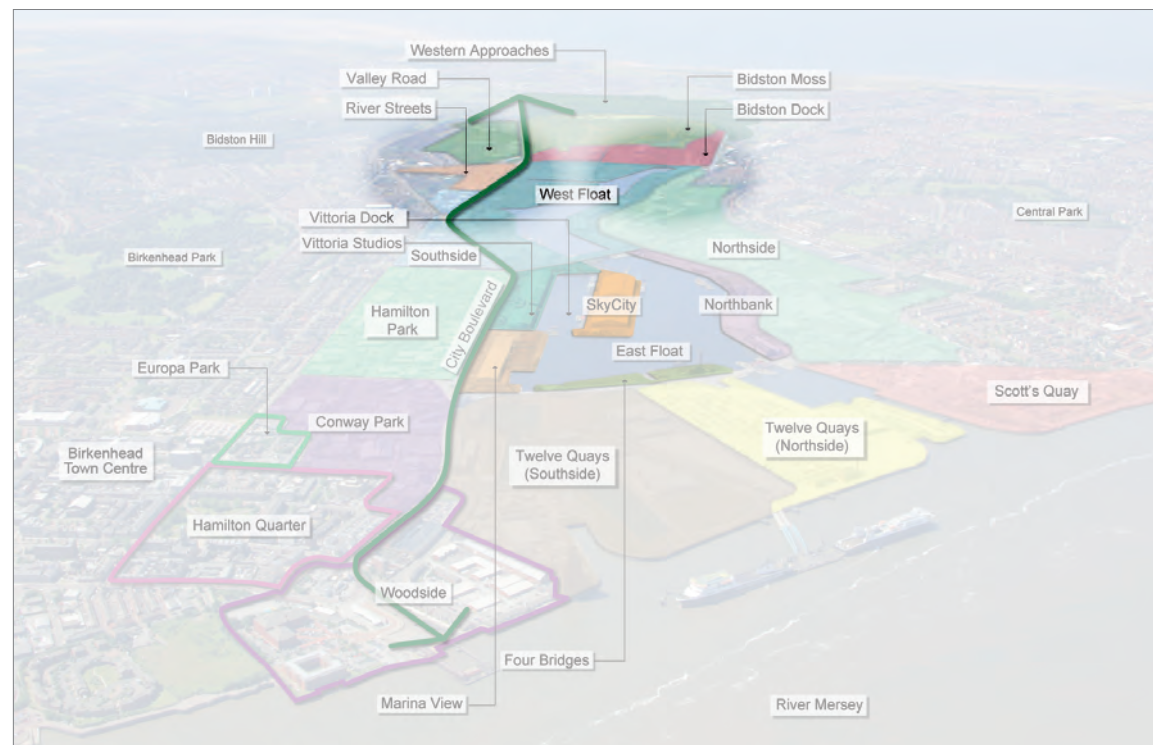 Western Approaches
Valley Road
Bidston Moss
River Streets
Bidston Dock
Bidston Hill
West Float
Vittoria Dock
Central Park
Vittoria Studios
Southside
Northside
Birkenhead Park
City Boulevard
SkyCity
Northbank
Hamilton
Park
East Float
Europa Park
Scott's Quay
Conway Park
Birkenhead
Town Centre
Twelve Quays
(Northside)
Twelve Quays
(Southside)
Hamilton Quarter
Woodside
Four Bridges
Marina View
River Mersey